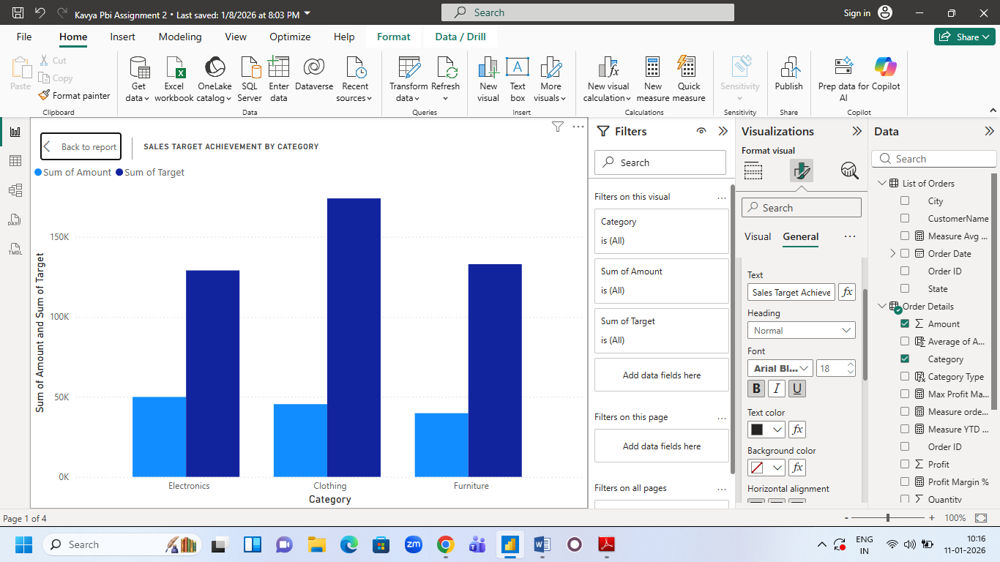 Kavya Pbi Assignment 2 • Last saved: 1/8/2026 at 8:03 PM
Search
Sign in
File
Home
Insert
Modeling
View
Optimize
Help
Format
Data / Drill
Share
Paste
Cut
Copy
Format painter
Clipboard
Get
data
Excel
workbook
OneLake
catalog
SQL
Server
Enter
data
Dataverse
Recent
sources
Data
Transform
data
Refresh
Queries
New
visual
Text
box
More
visuals
Insert
New visual
calculation
New
measure
Quick
measure
Calculations
Sensitivity
Sensitivity
Publish
Share
Prep data for
AI
Copilot
Copilot
DAX
TMDL
Back to report
SALES TARGET ACHIEVEMENT BY CATEGORY
Sum of Amount
Sum of Target
Sum of Amount and Sum of Target
150K
100K
50K
0K
Electronics
Clothing
Furniture
Category
Filters
Search
Filters on this visual
...
Category
is (All)
Sum of Amount
is (All)
Sum of Target
is (All)
Add data fields here
Filters on this page
...
Add data fields here
Filters on all pages
...
Visualizations
Format visual
Search
Visual
General
...
Text
Sales Target Achieve
fx
Heading
Normal
Font
Arial Bl...
18
B
I
U
Text color
fx
Background color
fx
Horizontal alignment
Data
Search
List of Orders
City
CustomerName
Measure Avg ...
Order Date
Order ID
State
Order Details
Amount
Average of A...
Category
Category Type
Max Profit Ma...
Measure orde...
Measure YTD ...
Order ID
Profit
Profit Margin %
Quantity
Page 1 of 4
-
+
100%
Search
zm
ENG
IN
10:16
11-01-2026